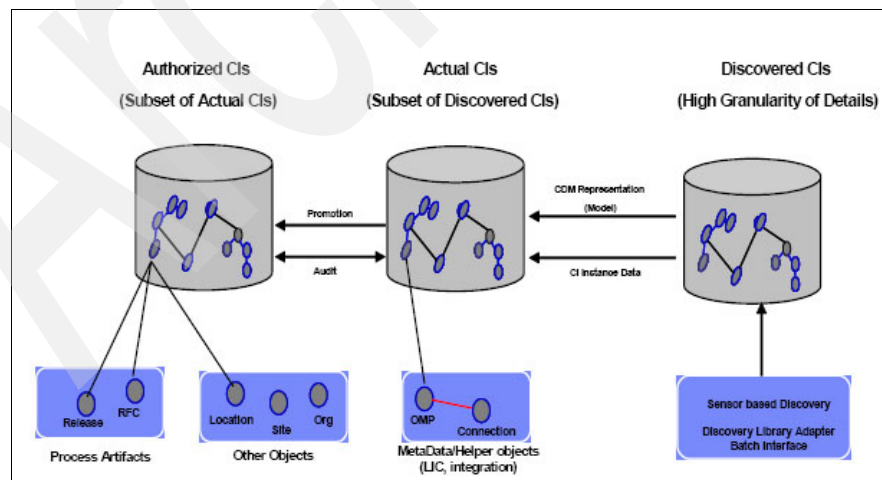 Authorized CIs
(Subset of Actual CIs)
Actual CIs
(Subset of Discovered CIs)
Discovered CIs
(High Granularity of Details)
Promotion
Audit
CDM Representation
(Model)
CI Instance Data
Release
RFC
Process Artifacts
Location
Site
Org
Other Objects
OMP
Connection
MetaData/Helper objects
(LIC, integration)
Sensor based Discovery
Discovery Library Adapter
Batch Interface